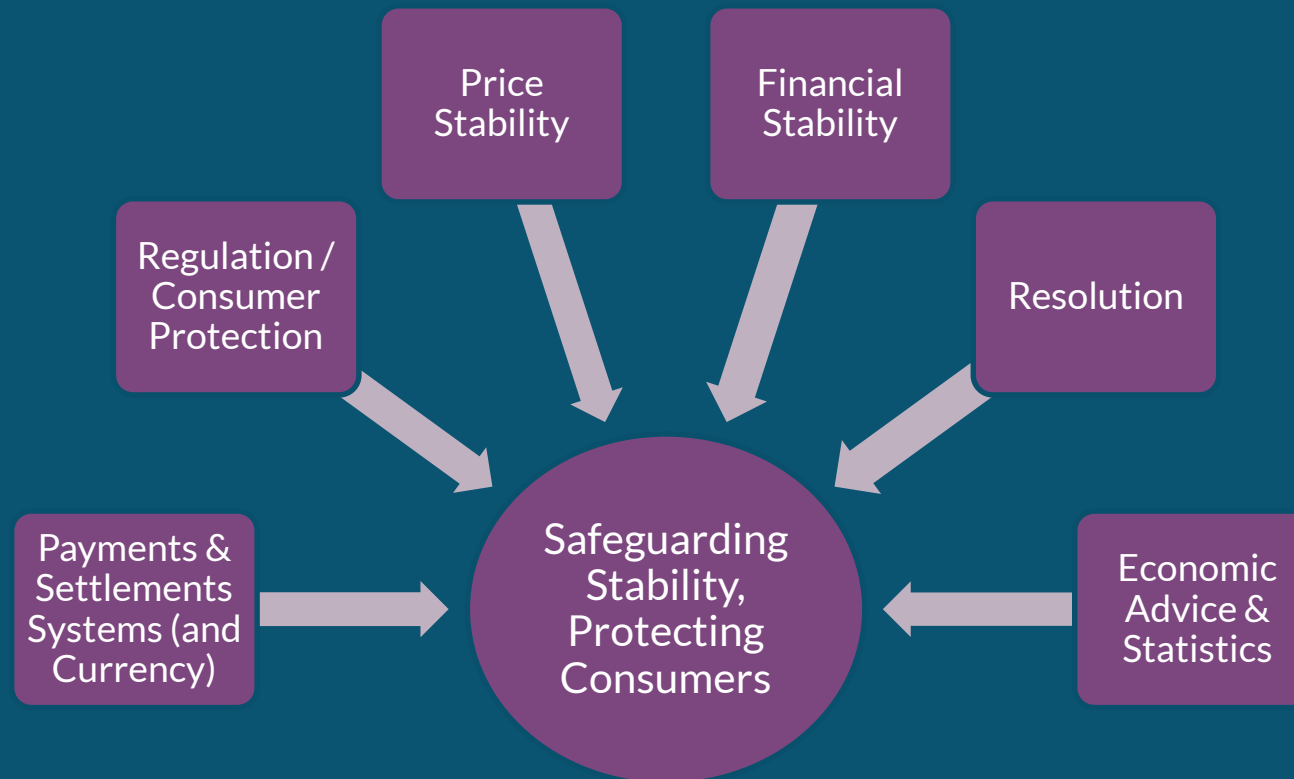 Price
Stability
Financial
Stability
Regulation /
Consumer
Protection
Resolution
Payments &
Settlements
Systems (and
Currency)
Safeguarding
Stability,
Protecting
Consumers
Economic
Advice &
Statistics